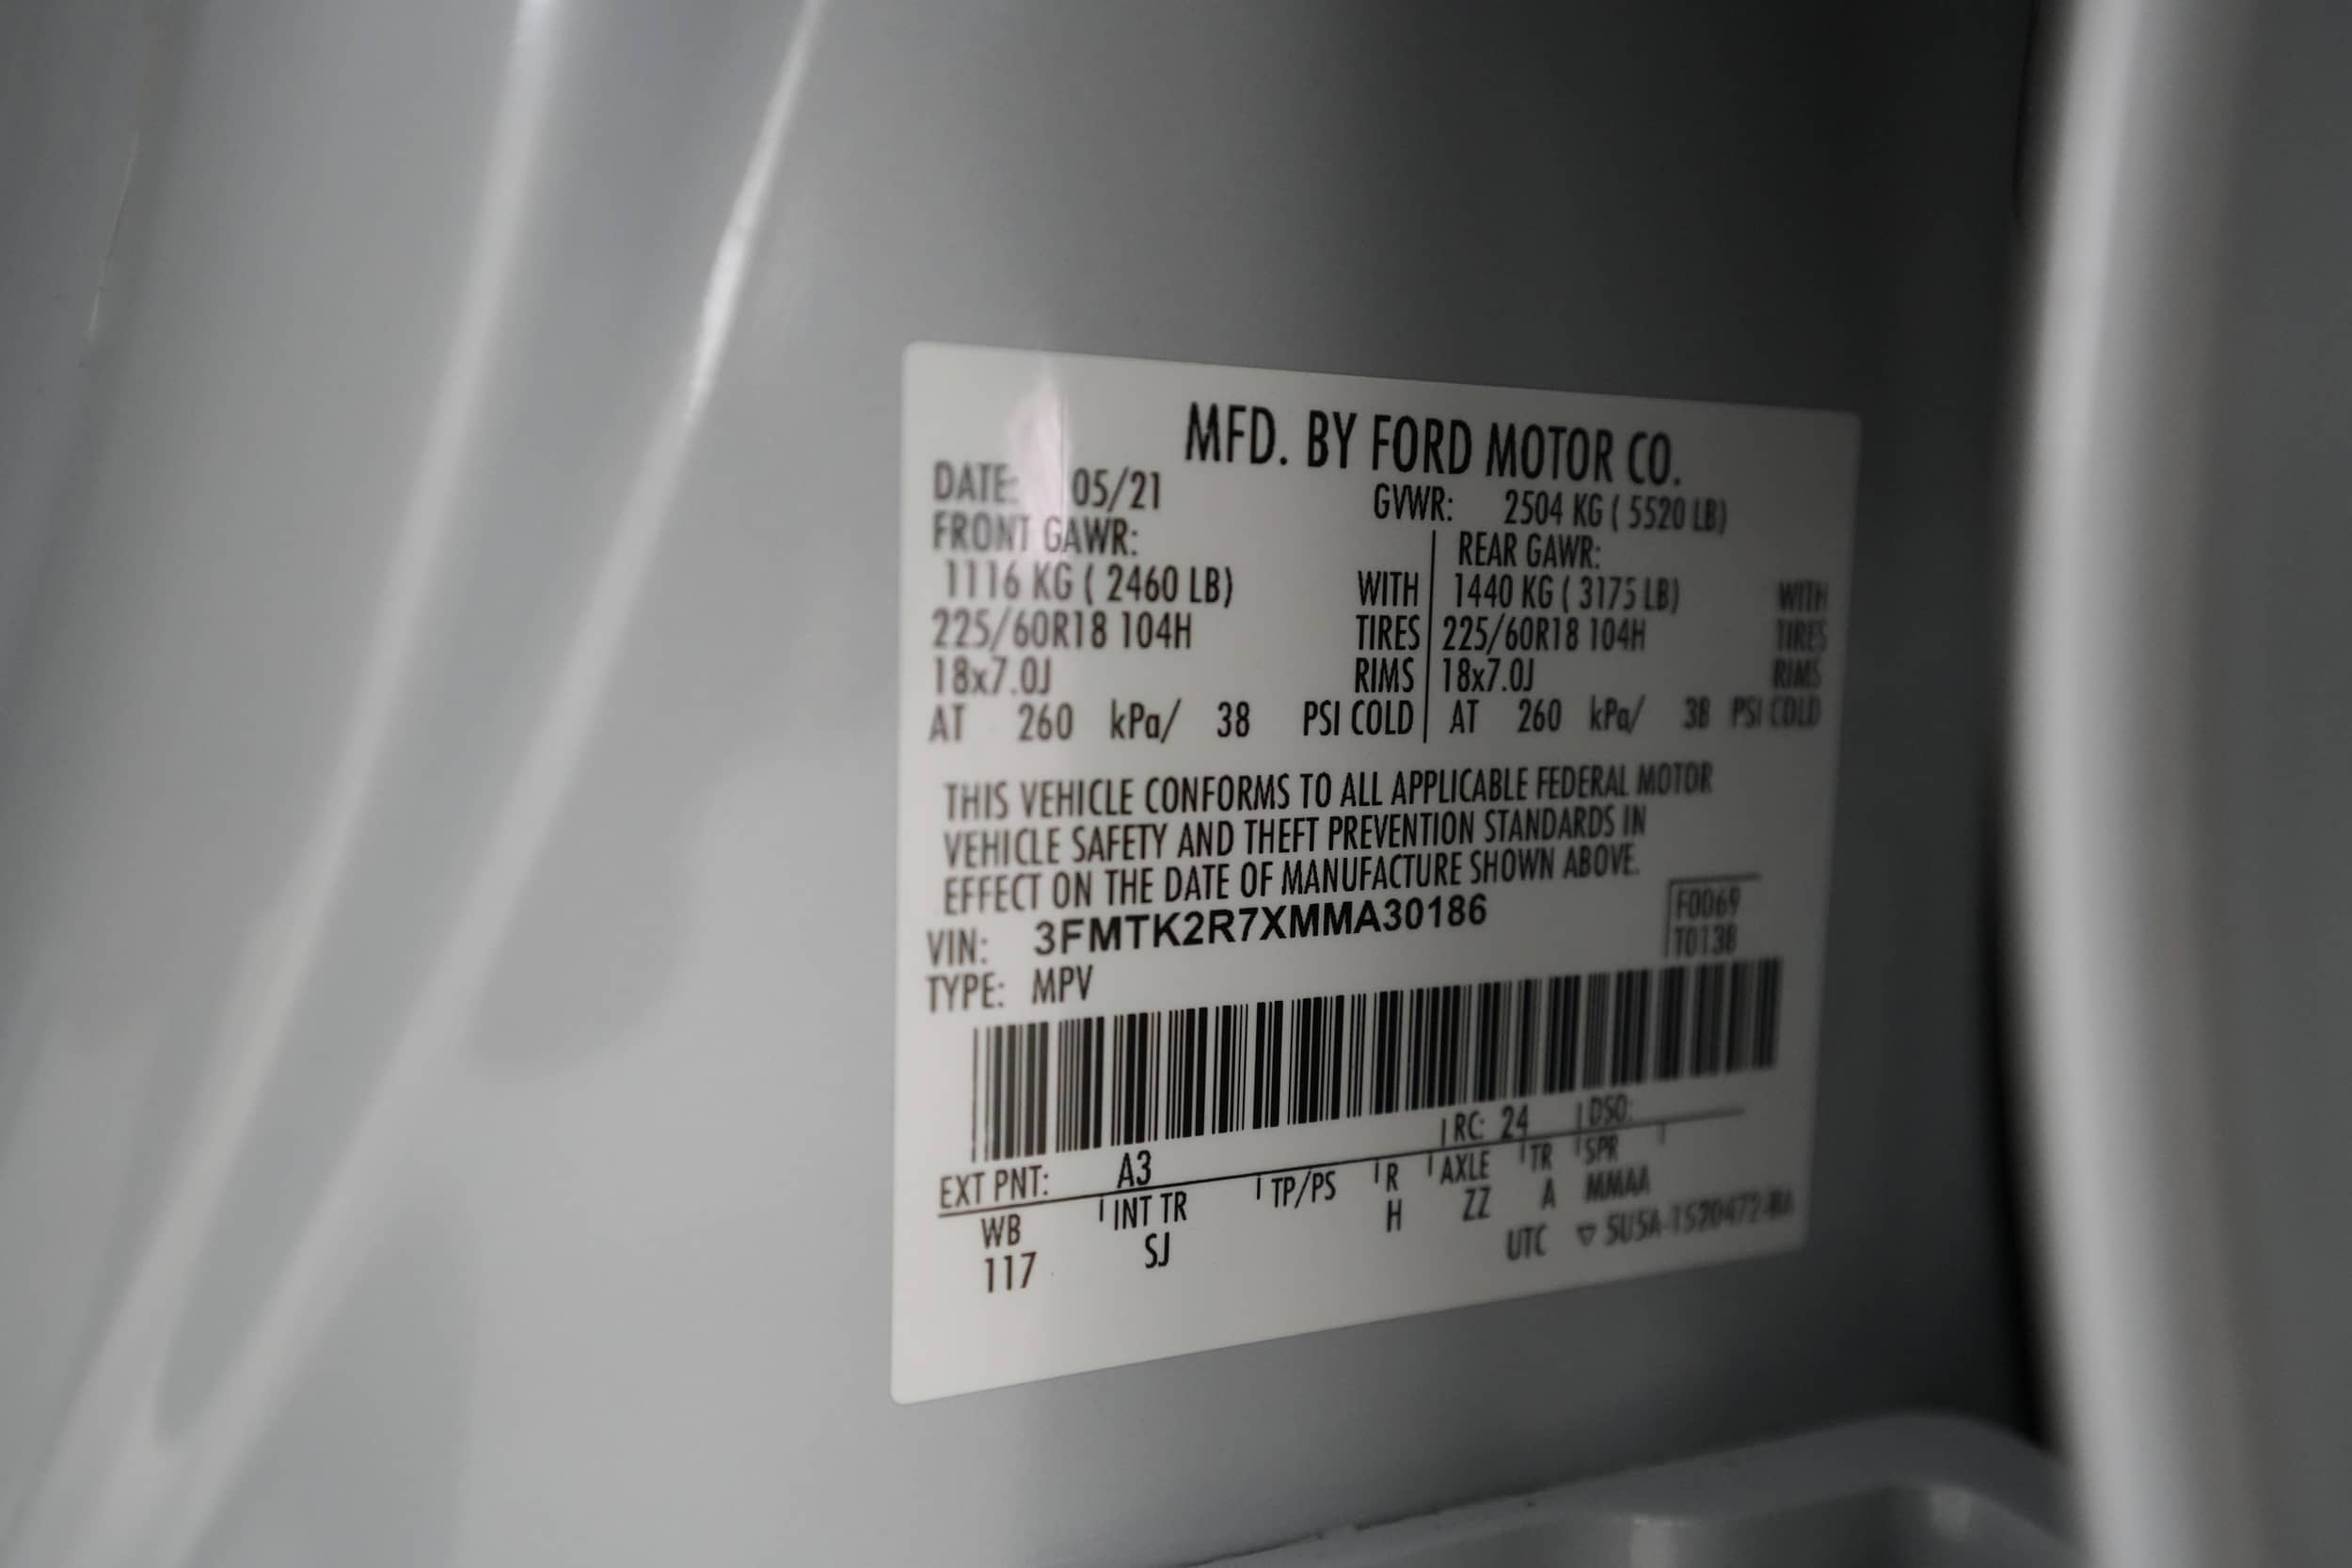 MFD. BY FORD MOTOR CO.
DATE: 05/21 GVWR: 2504 KG ( 5520 LB)
FRONT GAWR: REAR GAWR:
1116 KG ( 2460 LB) WITH 1440 KG ( 3175 LB) WITH
225/60R18 104H TIRES 225/60R18 104H TIRES
18x7.0J RIMS 18x7.0J RIMS
AT 260 kPa/ 38 PSI COLD AT 260 kPa/ 38 PSI COLD
THIS VEHICLE CONFORMS TO ALL APPLICABLE FEDERAL MOTOR
VEHICLE SAFETY AND THEFT PREVENTION STANDARDS IN
EFFECT ON THE DATE OF MANUFACTURE SHOWN ABOVE.
VIN: 3FMTK2R7XMMA30186
F0069
T0138
TYPE: MPV
EXT PNT: A3 RC: 24 DSO:
WB INT TR TP/PS R AXLE TR SPR
117 SJ H ZZ A MMAA
UTC ▽ 5U5A-1520472-